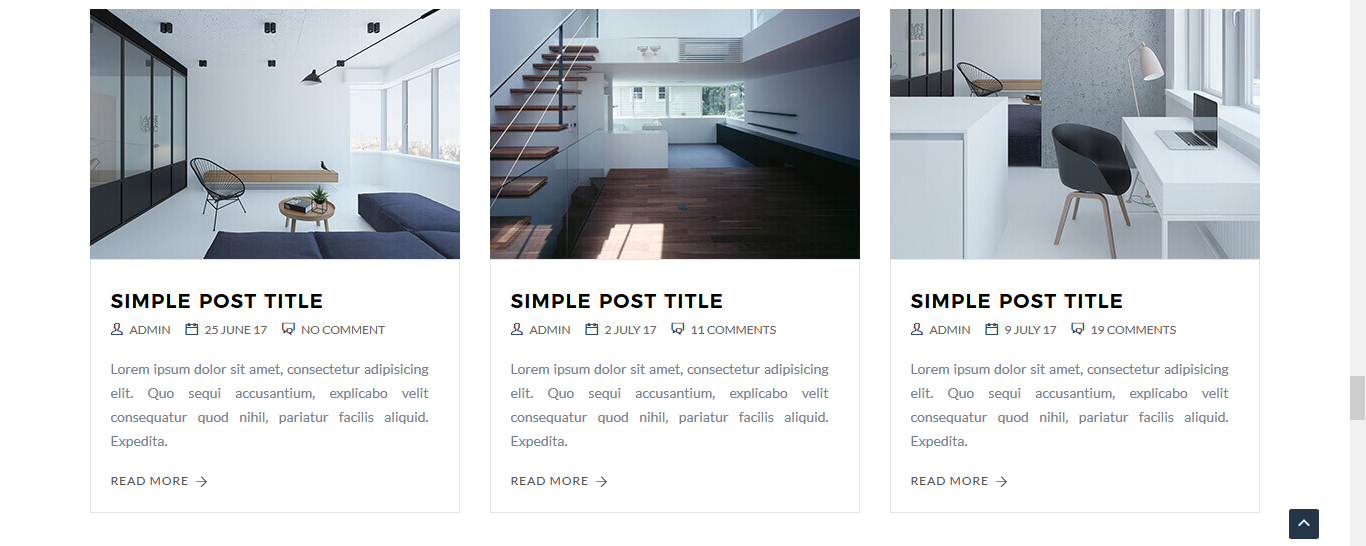 SIMPLE POST TITLE
ADMIN 25 JUNE 17 NO COMMENT
Lorem ipsum dolor sit amet, consectetur adipisicing
elit. Quo sequi accusantium, explicabo velit
consequatur quod nihil, pariatur facilis aliquid.
Expedita.
READ MORE →
SIMPLE POST TITLE
ADMIN 2 JULY 17 11 COMMENTS
Lorem ipsum dolor sit amet, consectetur adipisicing
elit. Quo sequi accusantium, explicabo velit
consequatur quod nihil, pariatur facilis aliquid.
Expedita.
READ MORE →
SIMPLE POST TITLE
ADMIN 9 JULY 17 19 COMMENTS
Lorem ipsum dolor sit amet, consectetur adipisicing
elit. Quo sequi accusantium, explicabo velit
consequatur quod nihil, pariatur facilis aliquid.
Expedita.
READ MORE →